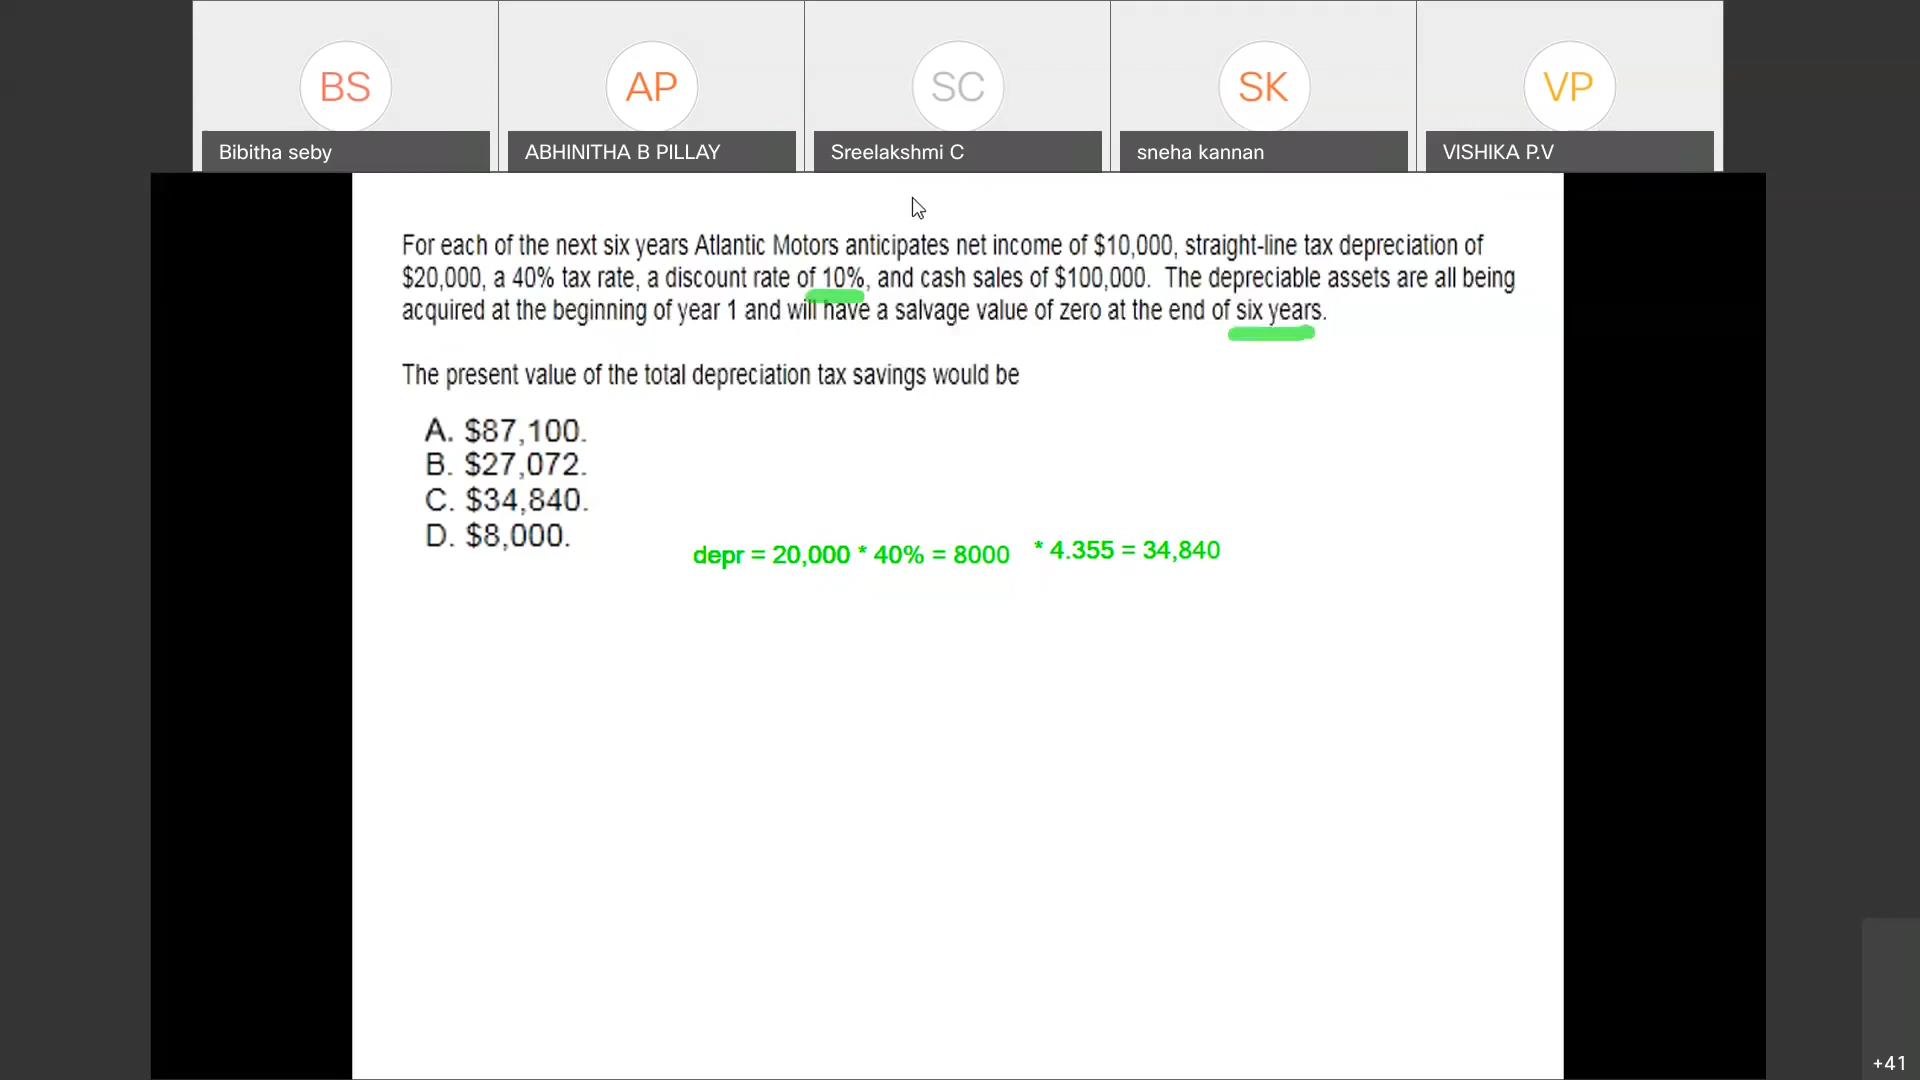 BS
AP
SC
SK
VP
Bibitha seby
ABHINITHA B PILLAY
Sreelakshmi C
sneha kannan
VISHIKA P.V
For each of the next six years Atlantic Motors anticipates net income of $10,000, straight-line tax depreciation of
$20,000, a 40% tax rate, a discount rate of 10%, and cash sales of $100,000. The depreciable assets are all being
acquired at the beginning of year 1 and will have a salvage value of zero at the end of six years.
The present value of the total depreciation tax savings would be
A. $87,100.
B. $27,072.
C. $34,840.
D. $8,000.
depr = 20,000 * 40% = 8000 * 4.355 = 34,840
+41